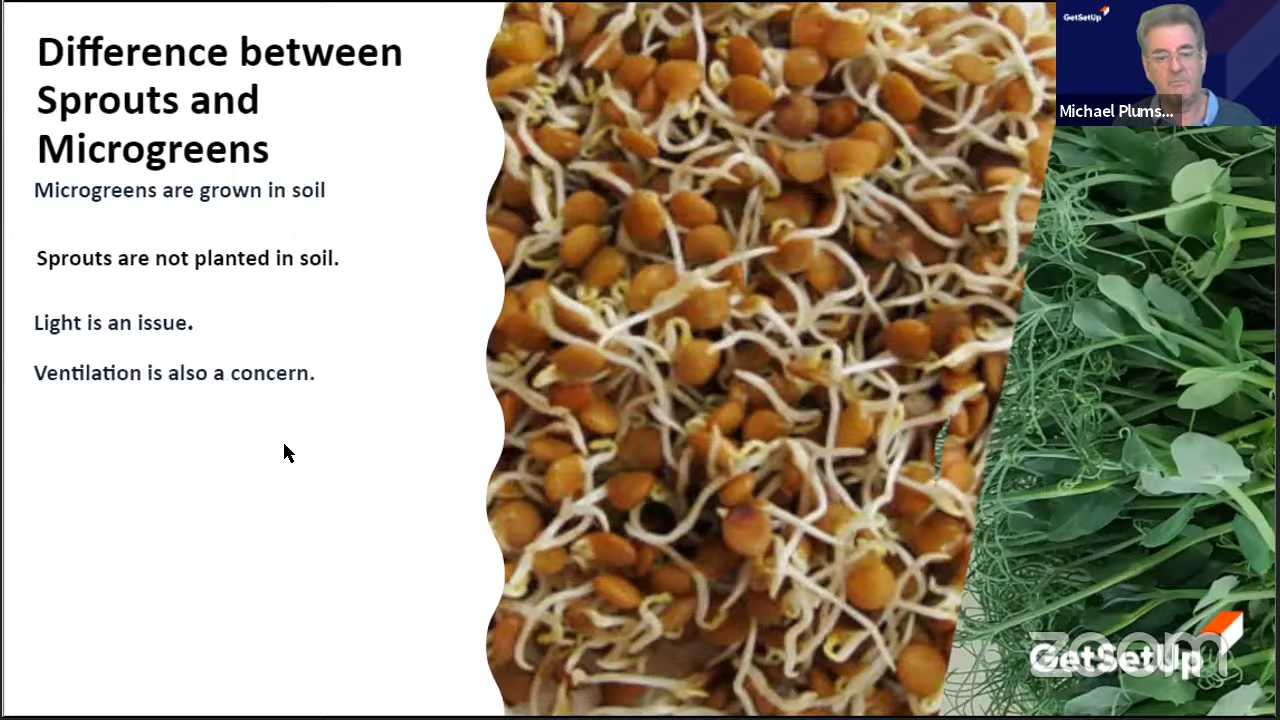 Difference between
Sprouts and
Microgreens
Microgreens are grown in soil
Sprouts are not planted in soil.
Light is an issue.
Ventilation is also a concern.
GetSetUp
Michael Plums...
zoom
GetSetUp